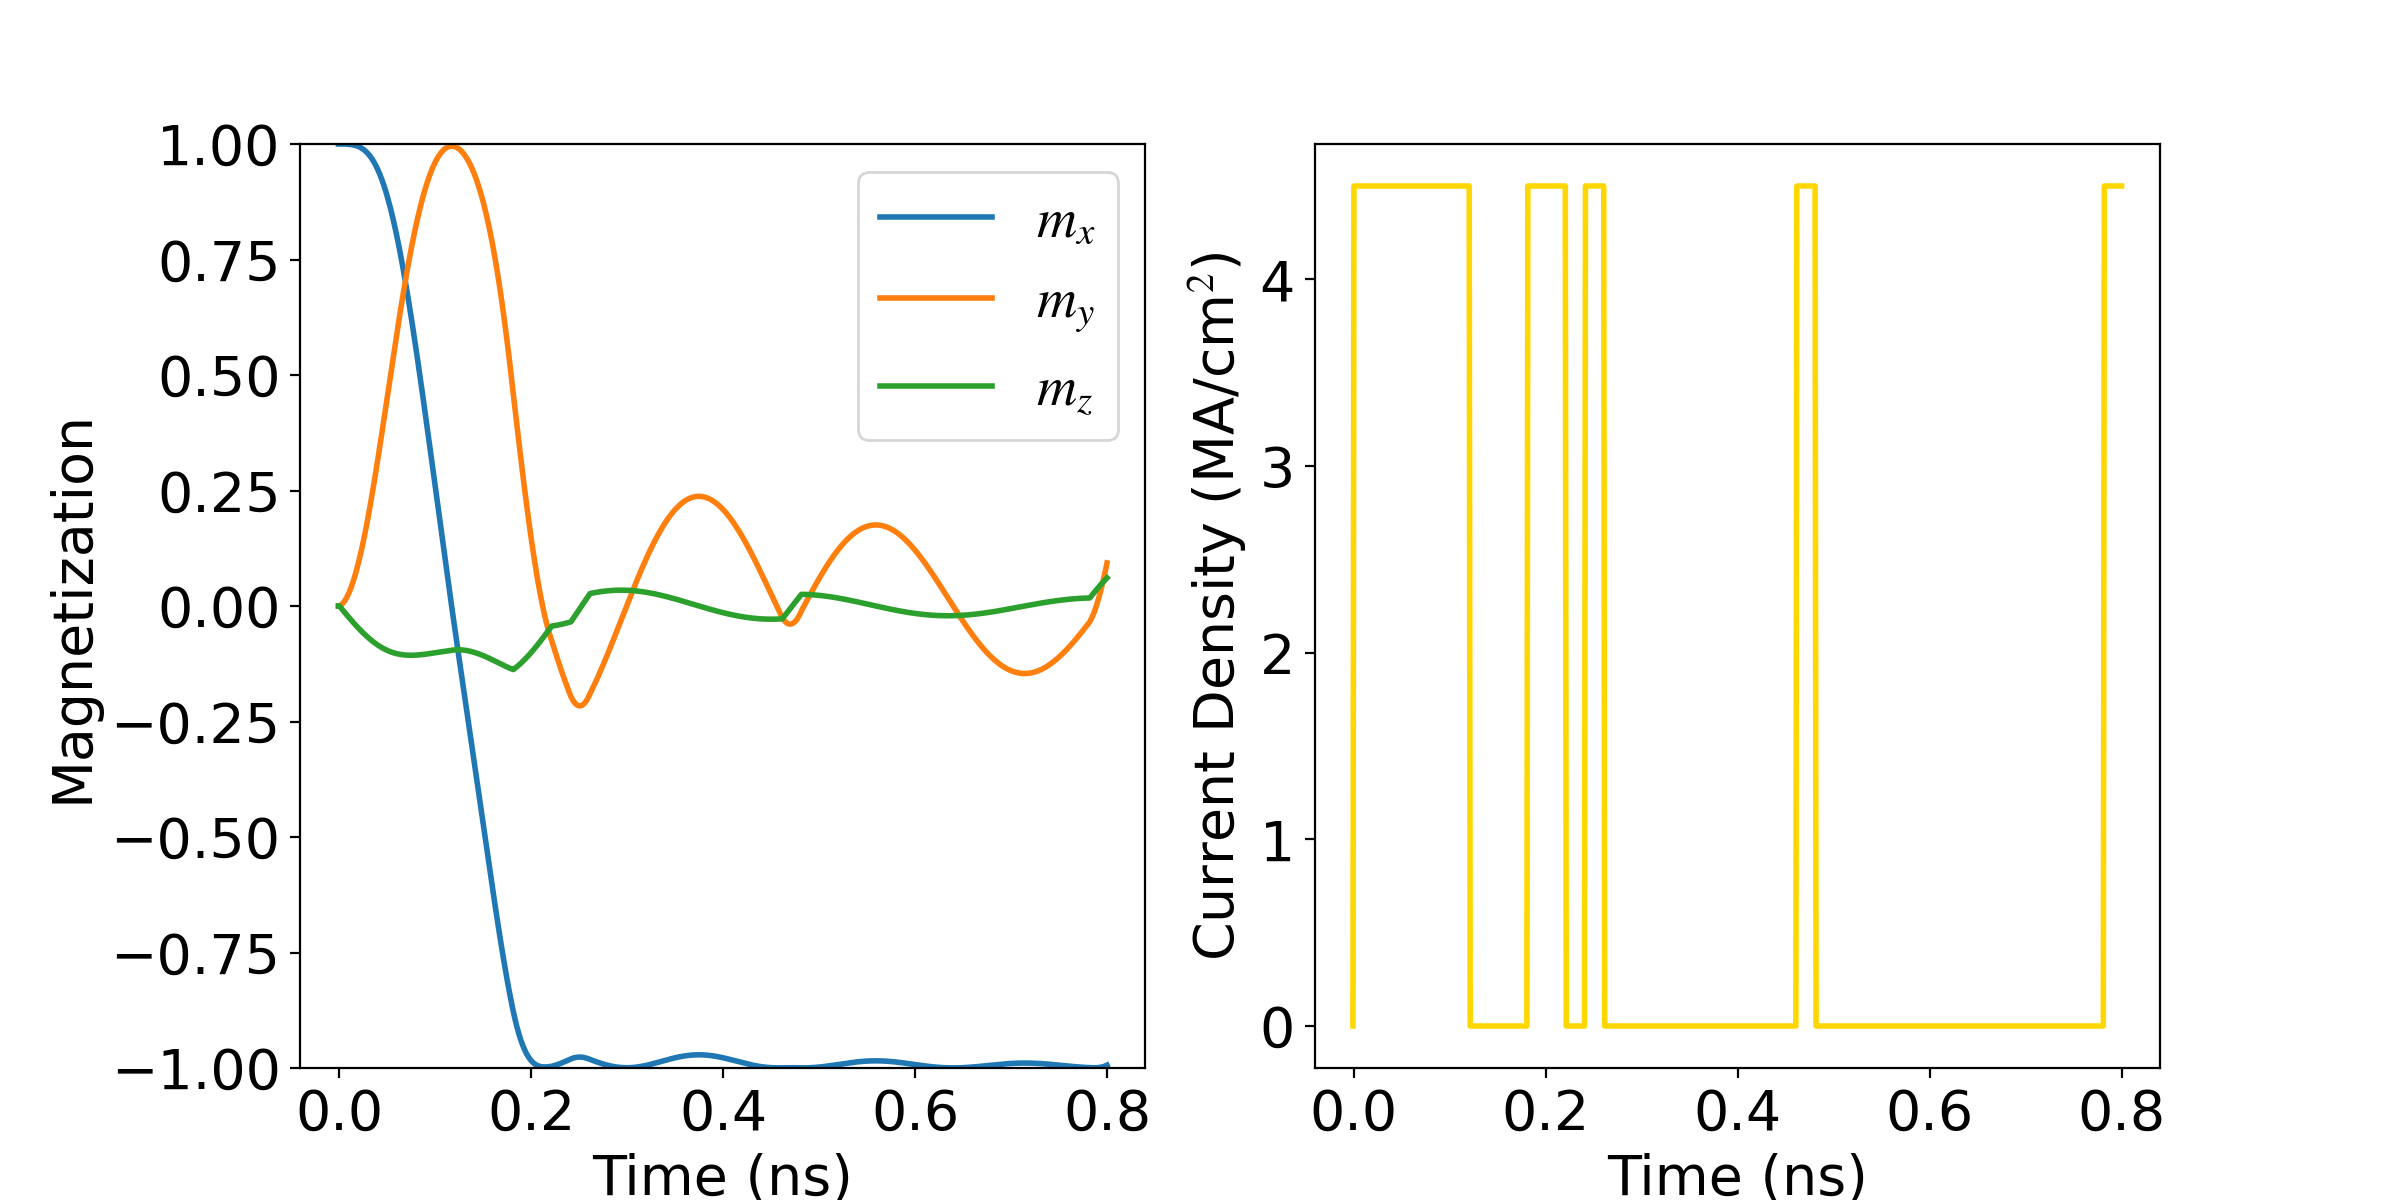 Magnetization
1.00
0.75
0.50
0.25
0.00
−0.25
−0.50
−0.75
−1.00
0.0 0.2 0.4 0.6 0.8
Time (ns)
m_x
m_y
m_z
Current Density (MA/cm²)
4
3
2
1
0
0.0 0.2 0.4 0.6 0.8
Time (ns)